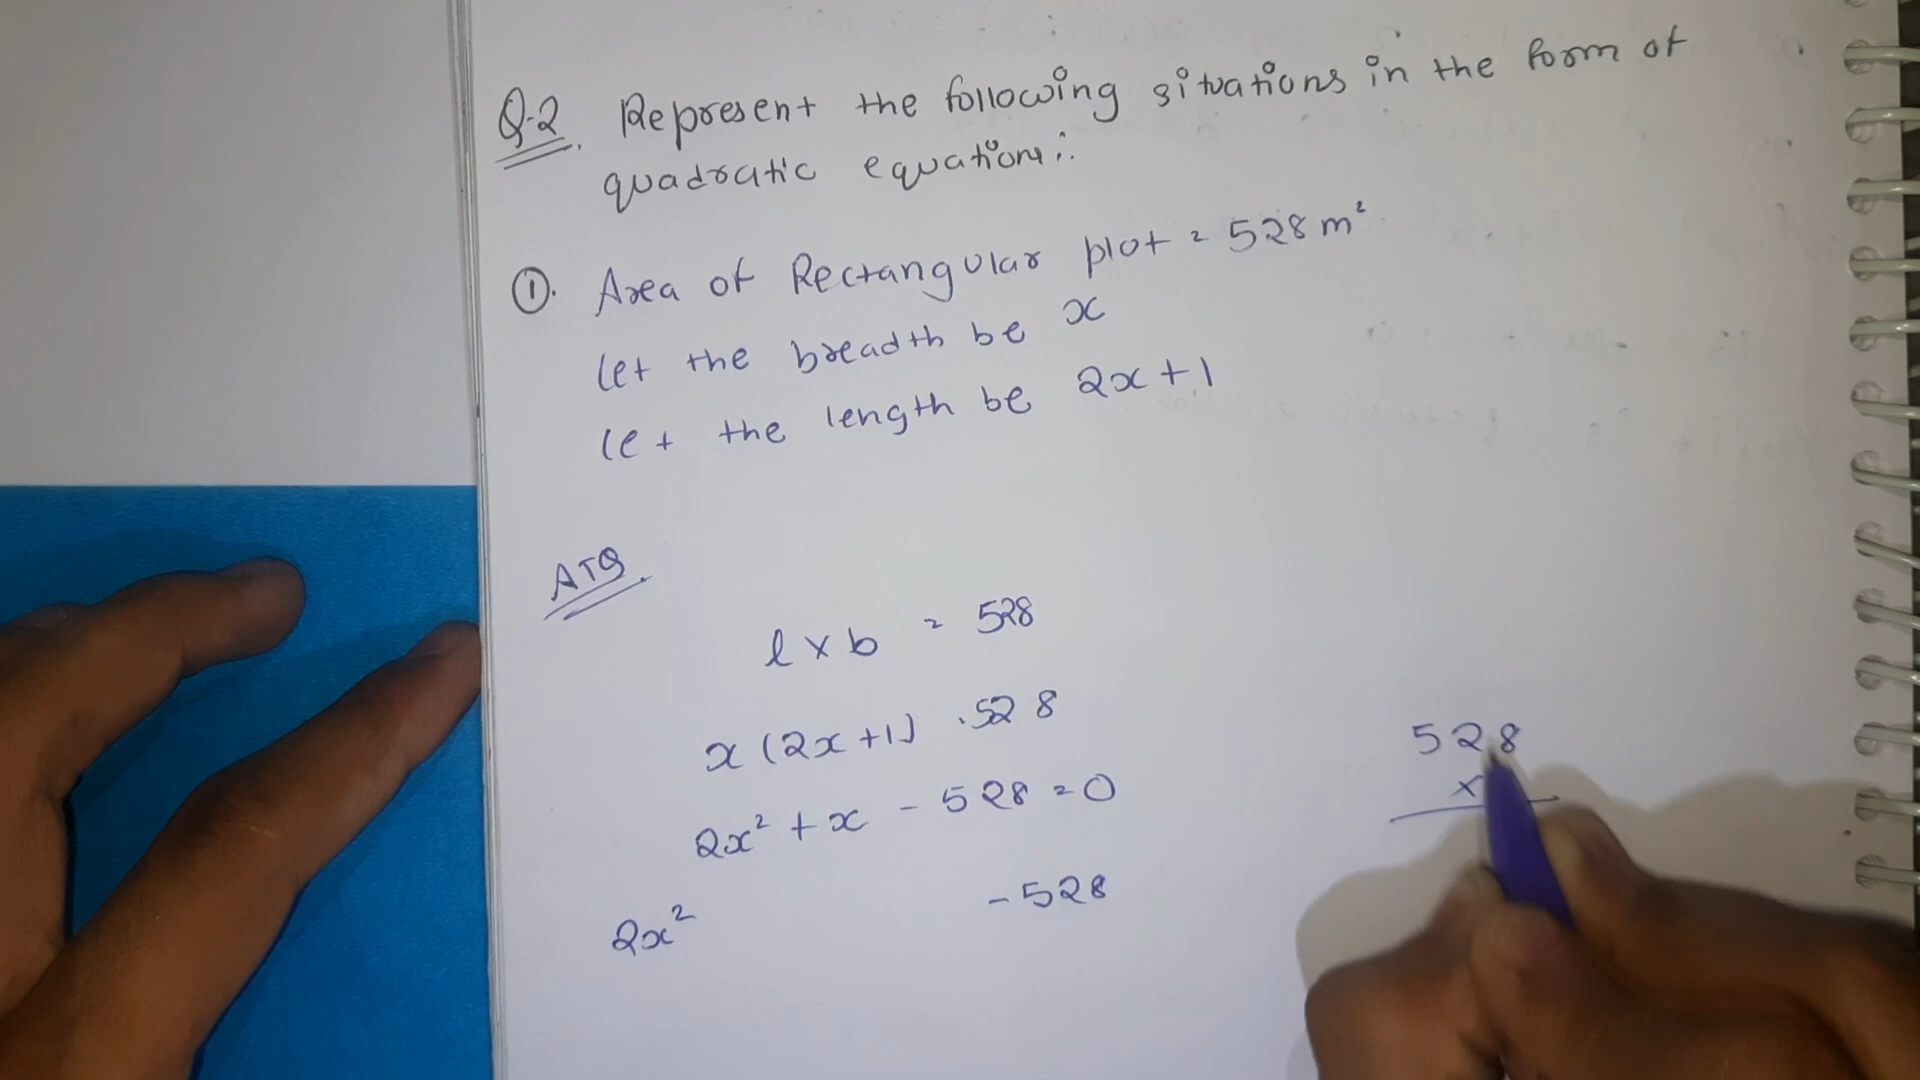 Q-2. Represent the following situations in the form of
quadratic equation :.
①. Area of Rectangular plot = 528 m²
let the breadth be x
let the length be 2x + 1
ATQ.
l x b = 528
x (2x +1) . 528
2x² + x - 528 = 0
2x² - 528
528
x